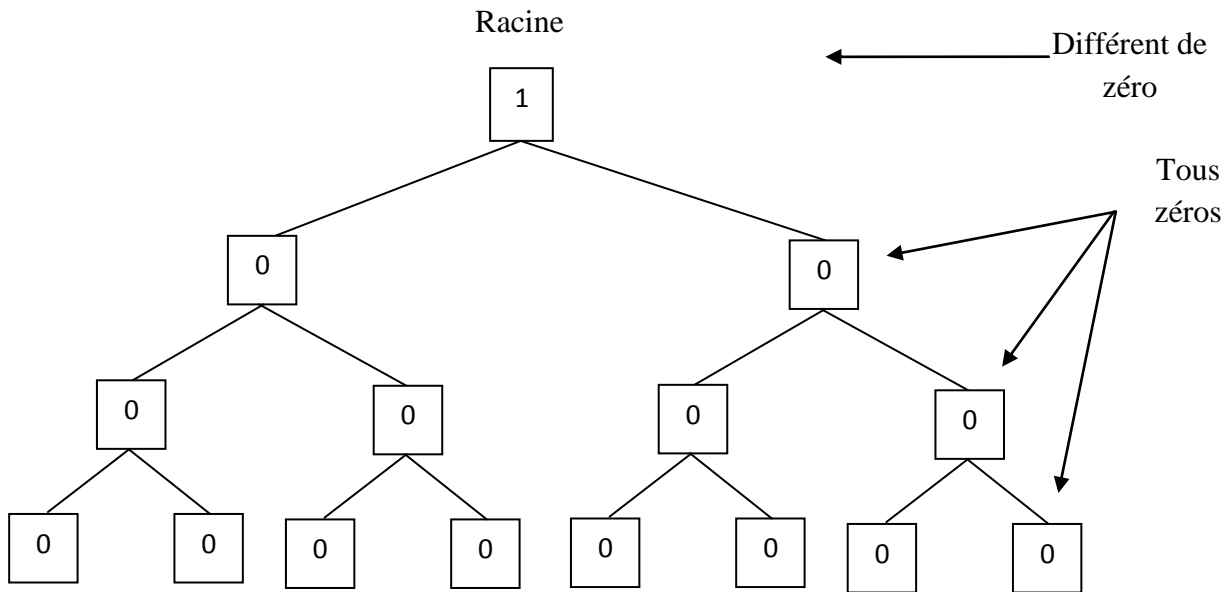 Racine
Différent de
zéro
1
Tous
zéros
0 0
0 0 0 0
0 0 0 0 0 0 0 0